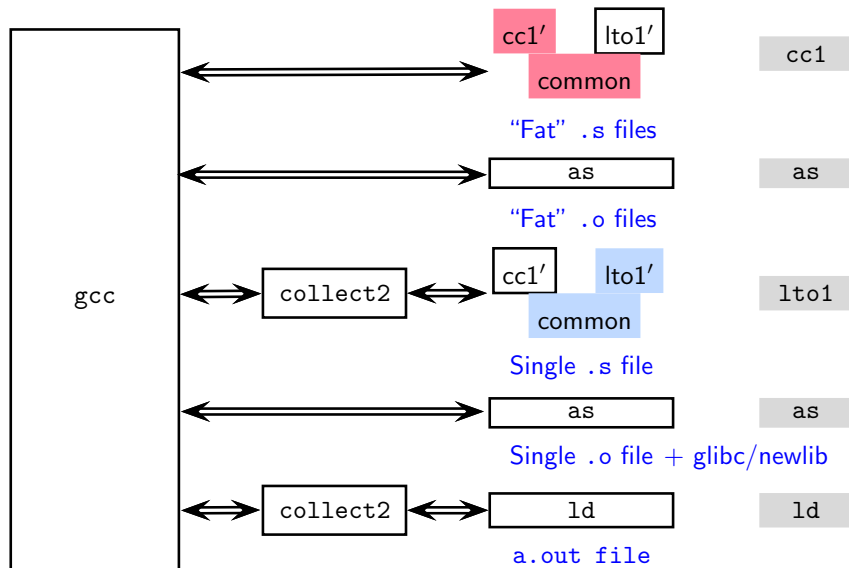 cc1′ lto1′ cc1
common
“Fat” .s files
as as
“Fat” .o files
gcc collect2 cc1′ lto1′ lto1
common
Single .s file
as as
Single .o file + glibc/newlib
collect2 ld ld
a.out file